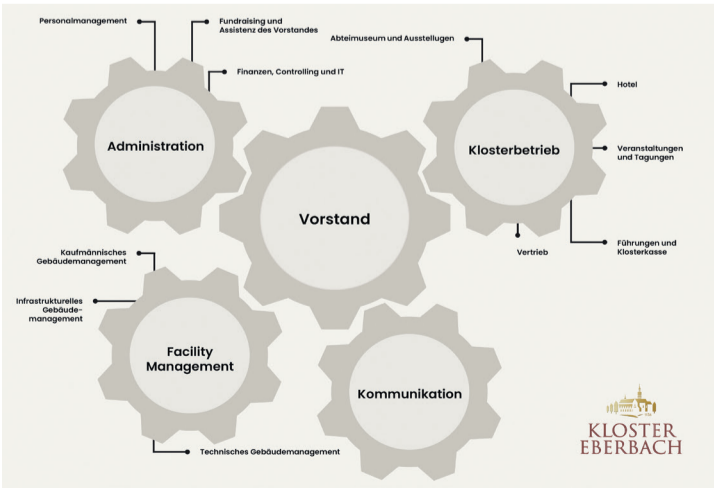 Personalmanagement
Fundraising und
Assistenz des Vorstandes
Finanzen, Controlling und IT
Administration
Abteimuseum und Ausstellugen
Hotel
Klosterbetrieb
Veranstaltungen
und Tagungen
Führungen und
Klosterkasse
Vertrieb
Vorstand
Kaufmännisches
Gebäudemanagement
Infrastrukturelles
Gebäude-
management
Facility
Management
Technisches Gebäudemanagement
Kommunikation
KLOSTER
EBERBACH